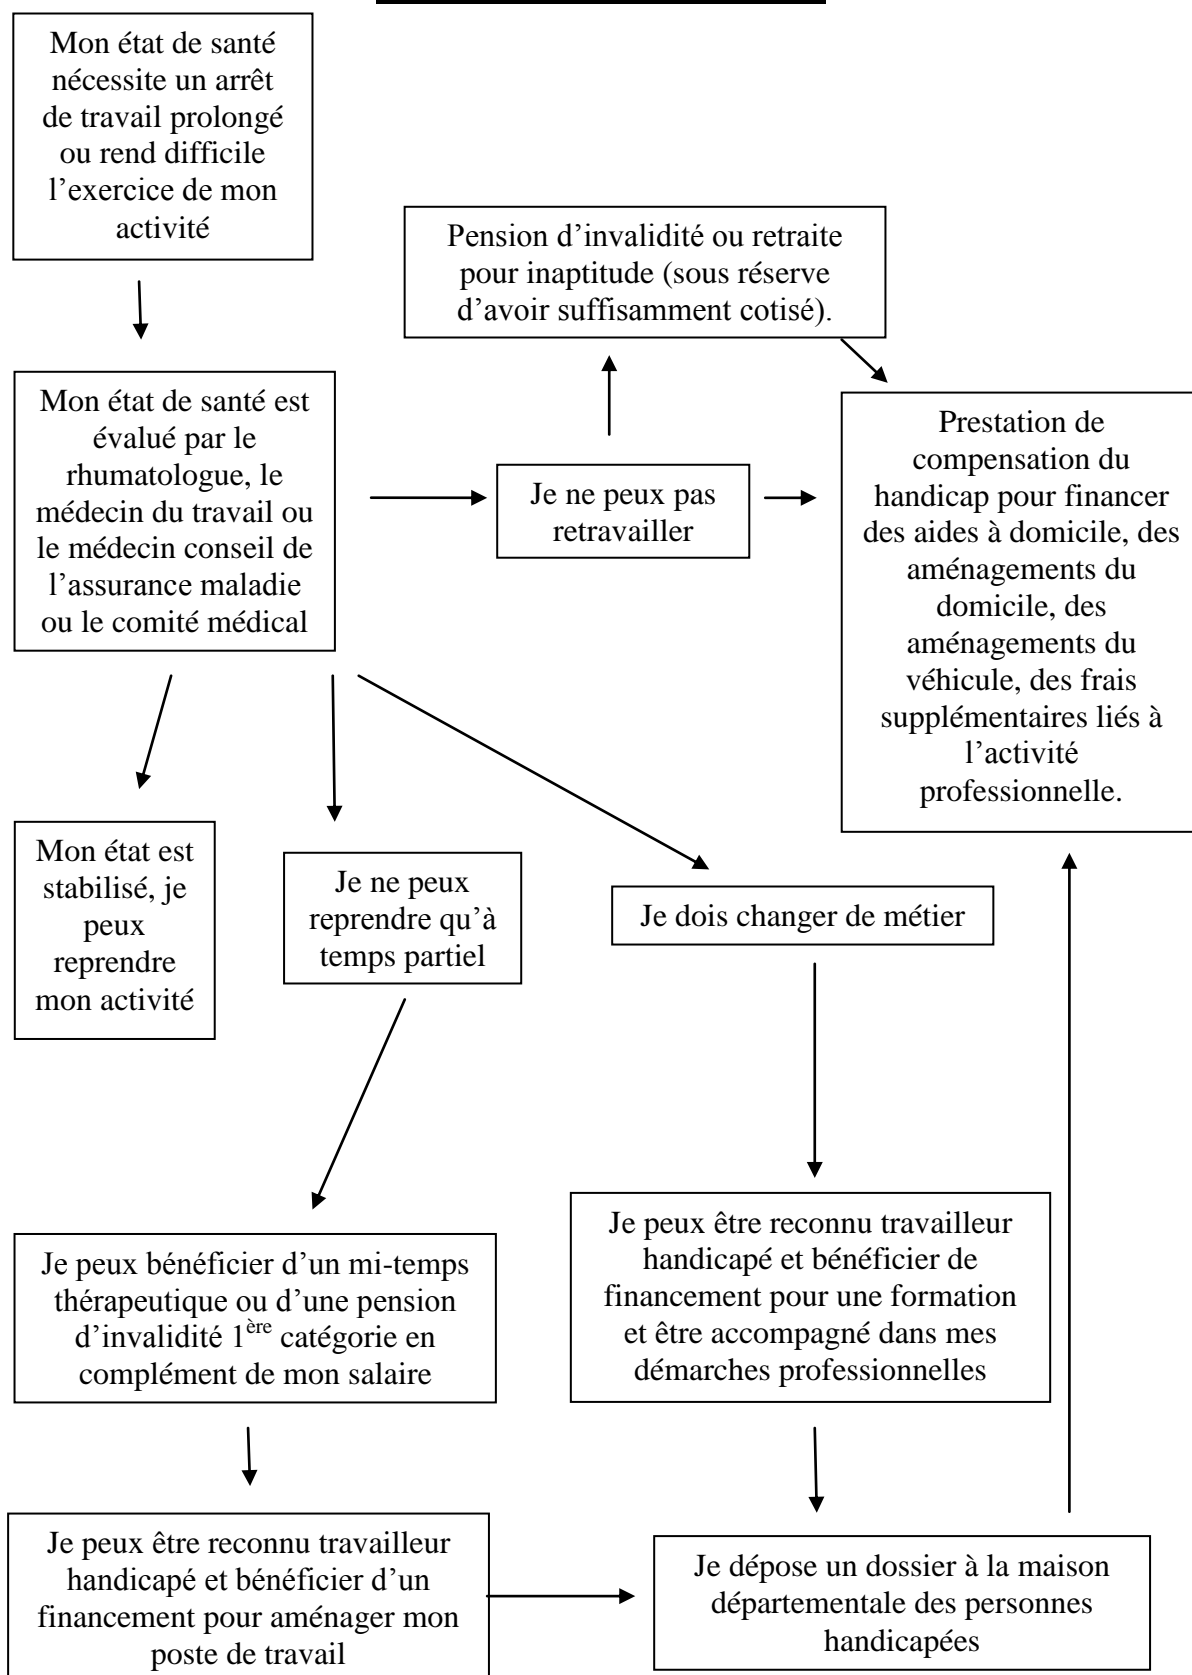 Mon état de santé
nécessite un arrêt
de travail prolongé
ou rend difficile
l’exercice de mon
activité
Pension d’invalidité ou retraite
pour inaptitude (sous réserve
d’avoir suffisamment cotisé).
Mon état de santé est
évalué par le
rhumatologue, le
médecin du travail ou
le médecin conseil de
l’assurance maladie
ou le comité médical
Je ne peux pas
retravailler
Prestation de
compensation du
handicap pour financer
des aides à domicile, des
aménagements du
domicile, des
aménagements du
véhicule, des frais
supplémentaires liés à
l’activité
professionnelle.
Mon état est
stabilisé, je
peux
reprendre
mon activité
Je ne peux
reprendre qu’à
temps partiel
Je dois changer de métier
Je peux bénéficier d’un mi-temps
thérapeutique ou d’une pension
d’invalidité 1ère catégorie en
complément de mon salaire
Je peux être reconnu travailleur
handicapé et bénéficier de
financement pour une formation
et être accompagné dans mes
démarches professionnelles
Je peux être reconnu travailleur
handicapé et bénéficier d’un
financement pour aménager mon
poste de travail
Je dépose un dossier à la maison
départementale des personnes
handicapées